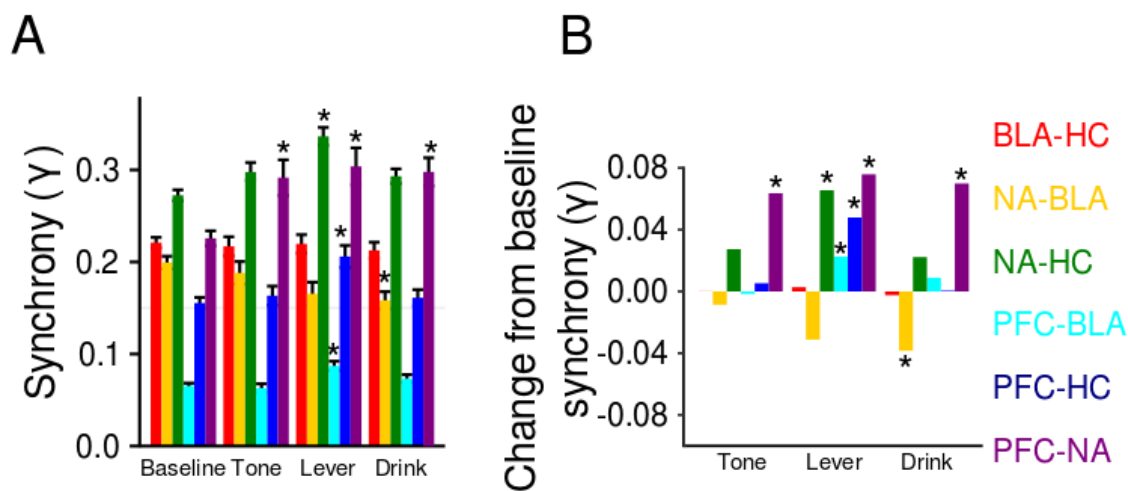 A
Synchrony (γ)
0.3
0.2
0.1
0.0
* * * * * * * *
Baseline Tone Lever Drink
B
Change from baseline
synchrony (γ)
0.08
0.04
0.00
-0.04
-0.08
* * * * * * *
Tone Lever Drink
BLA-HC
NA-BLA
NA-HC
PFC-BLA
PFC-HC
PFC-NA